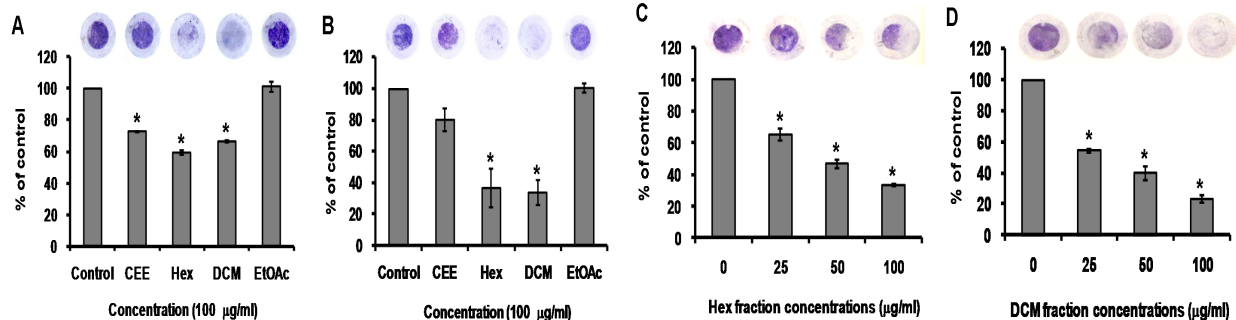 A
120
100
80
60
40
20
0
% of control
*
*
*
Control CEE Hex DCM EtOAc
Concentration (100 µg/ml)
B
120
100
80
60
40
20
0
% of control
*
*
Control CEE Hex DCM EtOAc
Concentration (100 µg/ml)
C
120
100
80
60
40
20
0
% of control
*
*
*
0 25 50 100
Hex fraction concentrations (µg/ml)
D
120
100
80
60
40
20
0
% of control
*
*
*
0 25 50 100
DCM fraction concentrations (µg/ml)